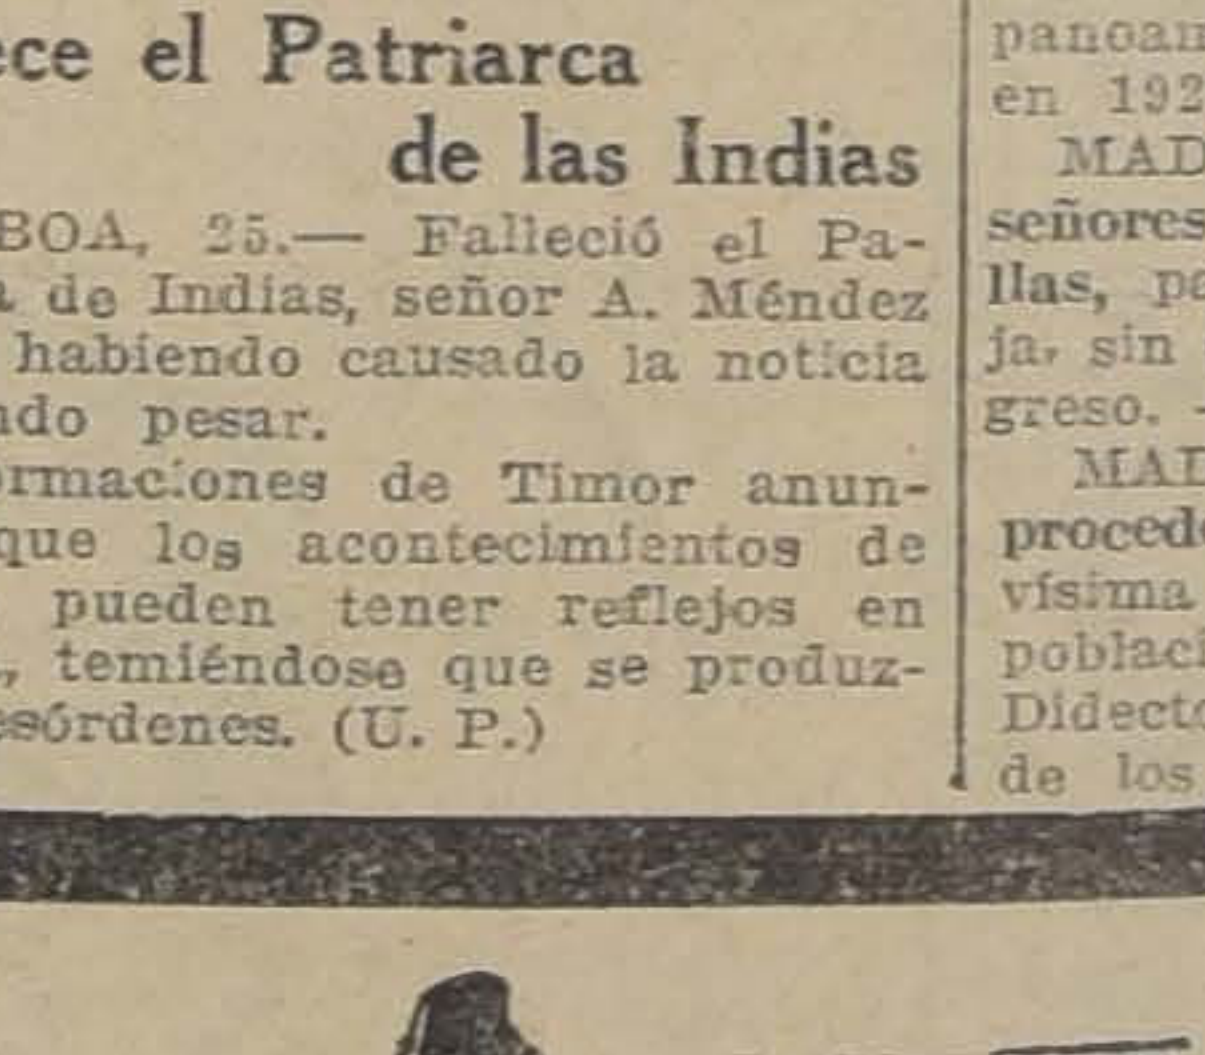 ece el Patriarca
de las Indias
BOA, 25.— Falleció el Pa-
a de Indias, señor A. Méndez
habiendo causado la noticia
ndo pesar.
ormaciones de Timor anun-
que los acontecimientos de
pueden tener reflejos en
, temiéndose que se produz-
esórdenes. (U. P.)
panoam
en 192
MAD
señores
llas, pa
ja, sin
greso. -
MAD
procede
vísima
poblaci
Didecto
de los